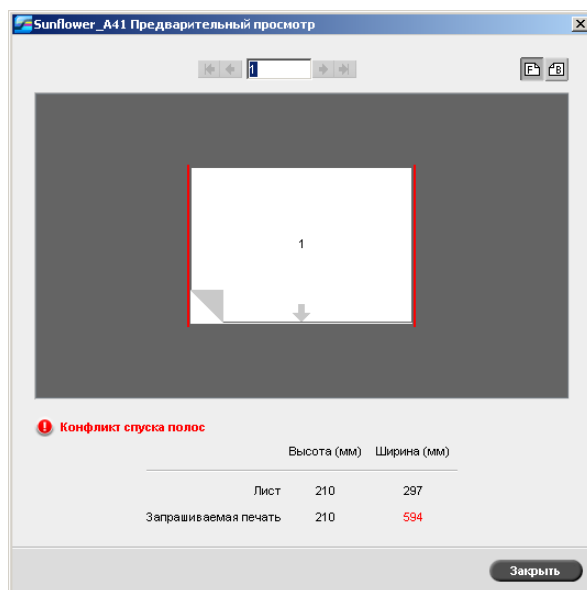 Sunflower_A41 Предварительный просмотр
1
F B
1
Конфликт спуска полос
Высота (мм) Ширина (мм)
Лист 210 297
Запрашиваемая печать 210 594
Закрыть